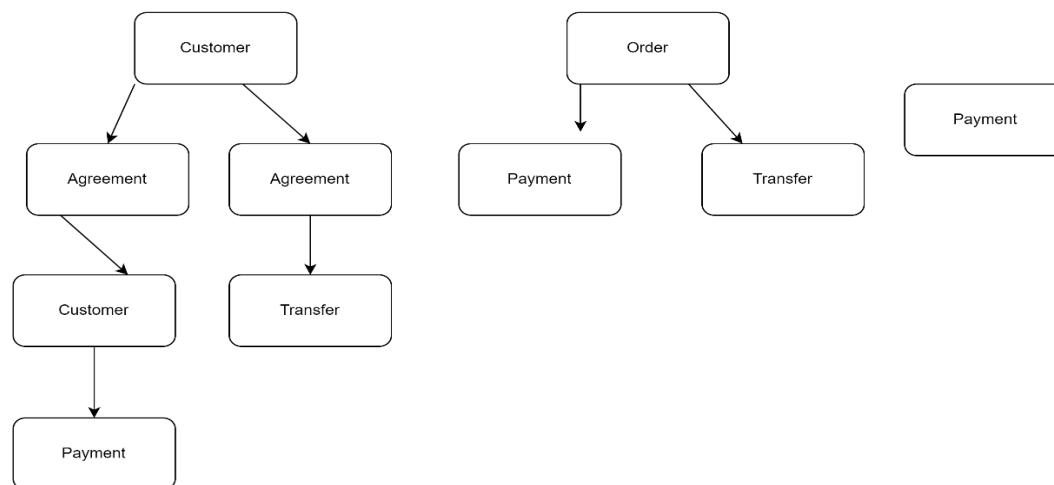 Customer
Order
Payment
Agreement
Agreement
Payment
Transfer
Customer
Transfer
Payment